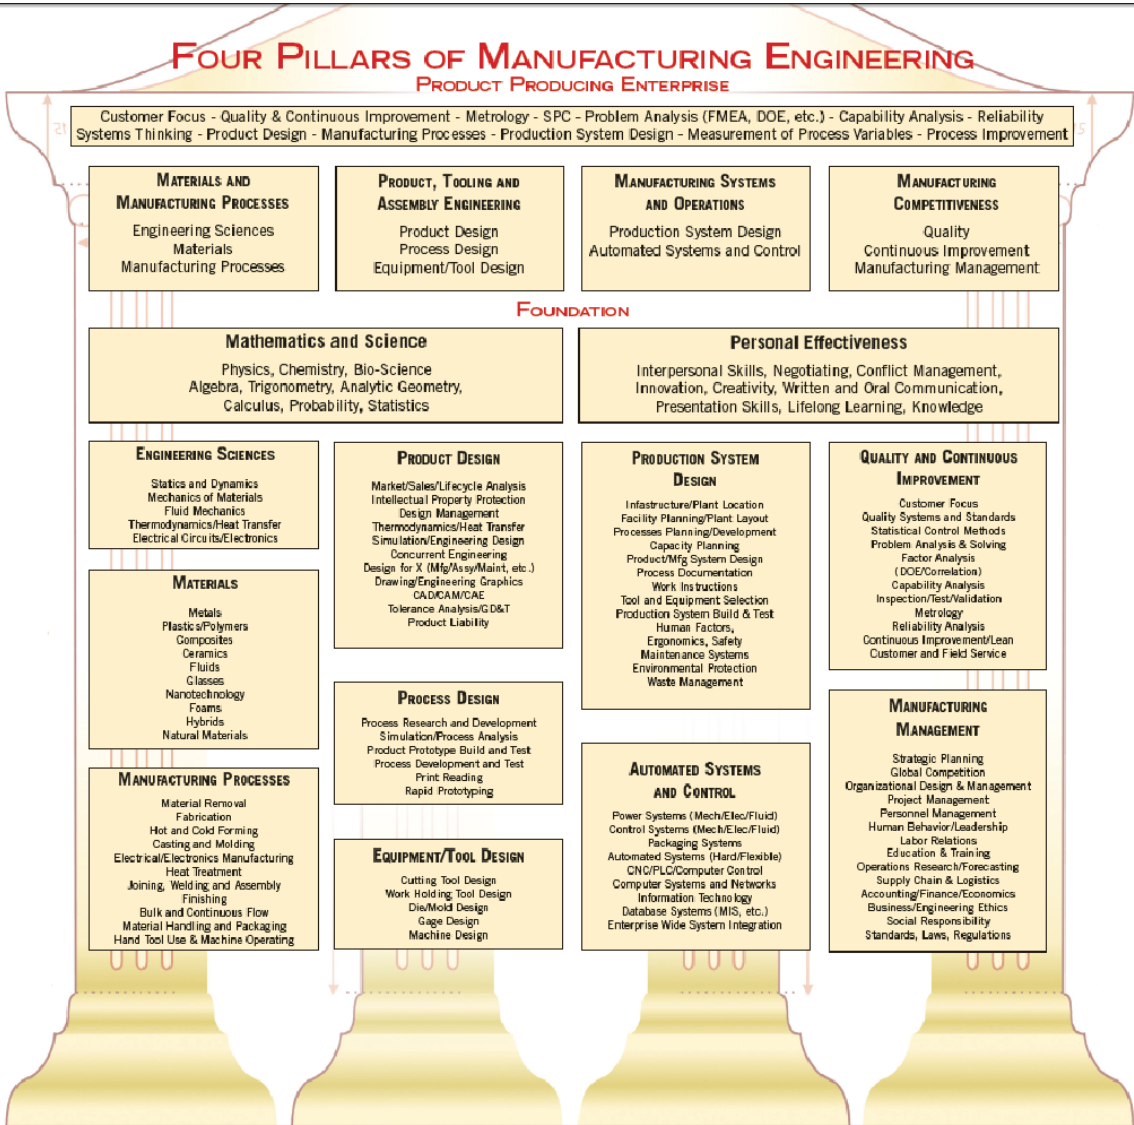 FOUR PILLARS OF MANUFACTURING ENGINEERING
PRODUCT PRODUCING ENTERPRISE
Customer Focus - Quality & Continuous Improvement - Metrology - SPC - Problem Analysis (FMEA, DOE, etc.) - Capability Analysis - Reliability
Systems Thinking - Product Design - Manufacturing Processes - Production System Design - Measurement of Process Variables - Process Improvement
MATERIALS AND
MANUFACTURING PROCESSES
Engineering Sciences
Materials
Manufacturing Processes
PRODUCT, TOOLING AND
ASSEMBLY ENGINEERING
Product Design
Process Design
Equipment/Tool Design
MANUFACTURING SYSTEMS
AND OPERATIONS
Production System Design
Automated Systems and Control
MANUFACTURING
COMPETITIVENESS
Quality
Continuous Improvement
Manufacturing Management
FOUNDATION
Mathematics and Science
Physics, Chemistry, Bio-Science
Algebra, Trigonometry, Analytic Geometry,
Calculus, Probability, Statistics
Personal Effectiveness
Interpersonal Skills, Negotiating, Conflict Management,
Innovation, Creativity, Written and Oral Communication,
Presentation Skills, Lifelong Learning, Knowledge
ENGINEERING SCIENCES
Statics and Dynamics
Mechanics of Materials
Fluid Mechanics
Thermodynamics/Heat Transfer
Electrical Circuits/Electronics
MATERIALS
Metals
Plastics/Polymers
Composites
Ceramics
Fluids
Glasses
Nanotechnology
Foams
Hybrids
Natural Materials
MANUFACTURING PROCESSES
Material Removal
Fabrication
Hot and Cold Forming
Casting and Molding
Electrical/Electronics Manufacturing
Heat Treatment
Joining, Welding and Assembly
Finishing
Bulk and Continuous Flow
Material Handling and Packaging
Hand Tool Use & Machine Operating
PRODUCT DESIGN
Market/Sales/Lifecycle Analysis
Intellectual Property Protection
Design Management
Thermodynamics/Heat Transfer
Simulation/Engineering Design
Concurrent Engineering
Design for X (Mfg/Assy/Maint, etc.)
Drawing/Engineering Graphics
CAD/CAM/CAE
Tolerance Analysis/GD&T
Product Liability
PROCESS DESIGN
Process Research and Development
Simulation/Process Analysis
Product Prototype Build and Test
Process Development and Test
Print Reading
Rapid Prototyping
EQUIPMENT/TOOL DESIGN
Cutting Tool Design
Work Holding Tool Design
Die/Mold Design
Gage Design
Machine Design
PRODUCTION SYSTEM
DESIGN
Infastructure/Plant Location
Facility Planning/Plant Layout
Processes Planning/Development
Capacity Planning
Product/Mfg System Design
Process Documentation
Work Instructions
Tool and Equipment Selection
Production System Build & Test
Human Factors,
Ergonomics, Safety
Maintenance Systems
Environmental Protection
Waste Management
AUTOMATED SYSTEMS
AND CONTROL
Power Systems (Mech/Elec/Fluid)
Control Systems (Mech/Elec/Fluid)
Packaging Systems
Automated Systems (Hard/Flexible)
CNC/PLC/Computer Control
Computer Systems and Networks
Information Technology
Database Systems (MIS, etc.)
Enterprise Wide System Integration
QUALITY AND CONTINUOUS
IMPROVEMENT
Customer Focus
Quality Systems and Standards
Statistical Control Methods
Problem Analysis & Solving
Factor Analysis
(DOE/Correlation)
Capability Analysis
Inspection/Test/Validation
Metrology
Reliability Analysis
Continuous Improvement/Lean
Customer and Field Service
MANUFACTURING
MANAGEMENT
Strategic Planning
Global Competition
Organizational Design & Management
Project Management
Personnel Management
Human Behavior/Leadership
Labor Relations
Education & Training
Operations Research/Forecasting
Supply Chain & Logistics
Accounting/Finance/Economics
Business/Engineering Ethics
Social Responsibility
Standards, Laws, Regulations